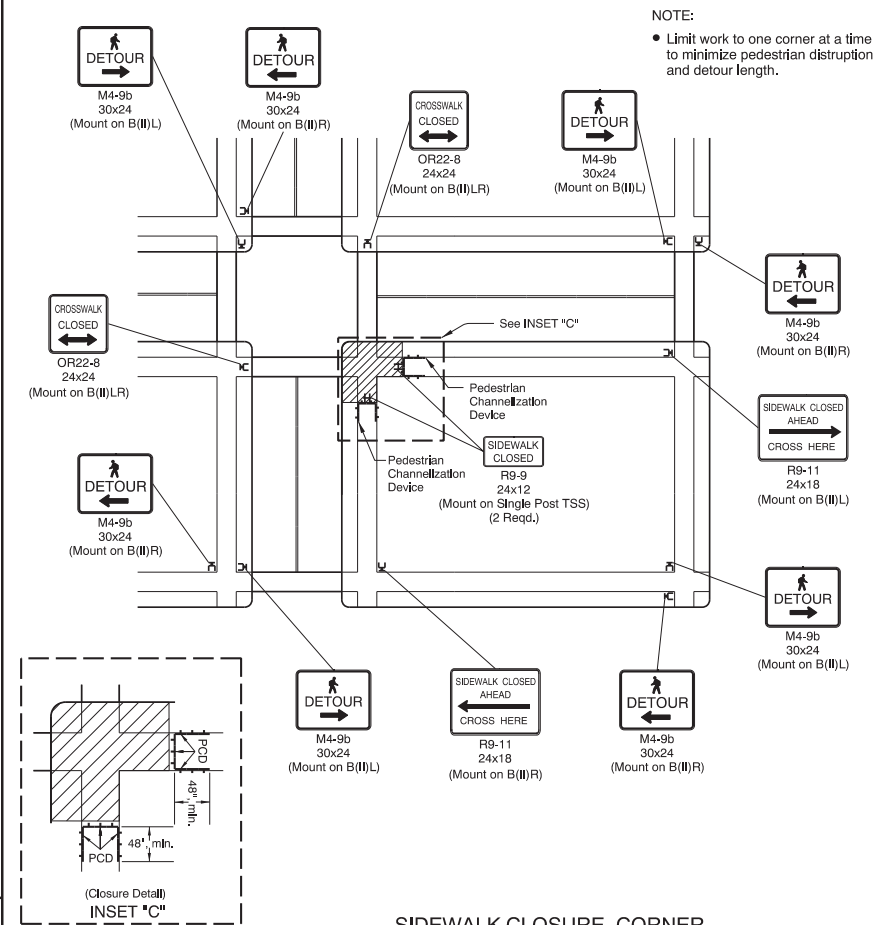 NOTE:
● Limit work to one corner at a time
to minimize pedestrian distruption
and detour length.
DETOUR
M4-9b
30x24
(Mount on B(II)L)
DETOUR
M4-9b
30x24
(Mount on B(II)R)
CROSSWALK
CLOSED
OR22-8
24x24
(Mount on B(II)LR)
DETOUR
M4-9b
30x24
(Mount on B(II)L)
DETOUR
M4-9b
30x24
(Mount on B(II)R)
CROSSWALK
CLOSED
OR22-8
24x24
(Mount on B(II)LR)
See INSET "C"
Pedestrian
Channelization
Device
SIDEWALK CLOSED
AHEAD
CROSS HERE
R9-11
24x18
(Mount on B(II)L)
SIDEWALK
CLOSED
R9-9
24x12
(Mount on Single Post TSS)
(2 Reqd.)
Pedestrian
Channelization
Device
DETOUR
M4-9b
30x24
(Mount on B(II)R)
DETOUR
M4-9b
30x24
(Mount on B(II)L)
DETOUR
M4-9b
30x24
(Mount on B(II)L)
SIDEWALK CLOSED
AHEAD
CROSS HERE
R9-11
24x18
(Mount on B(II)R)
DETOUR
M4-9b
30x24
(Mount on B(II)R)
PCD
48", min.
48", min.
PCD
(Closure Detail)
INSET "C"
SIDEWALK CLOSURE, CORNER